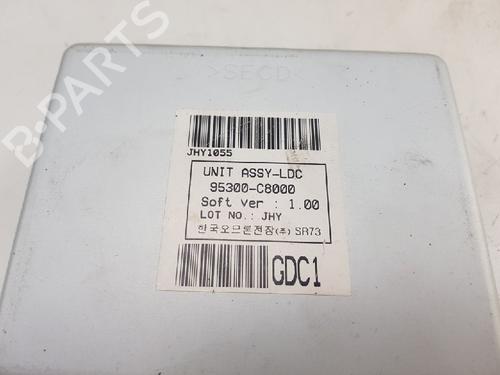 >SECD<
JHY1055
UNIT ASSY-LDC
95300-C8000
Soft Ver : 1.00
LOT NO.: JHY
한국오므론전장(주) SR73
GDC1
B-PARTS